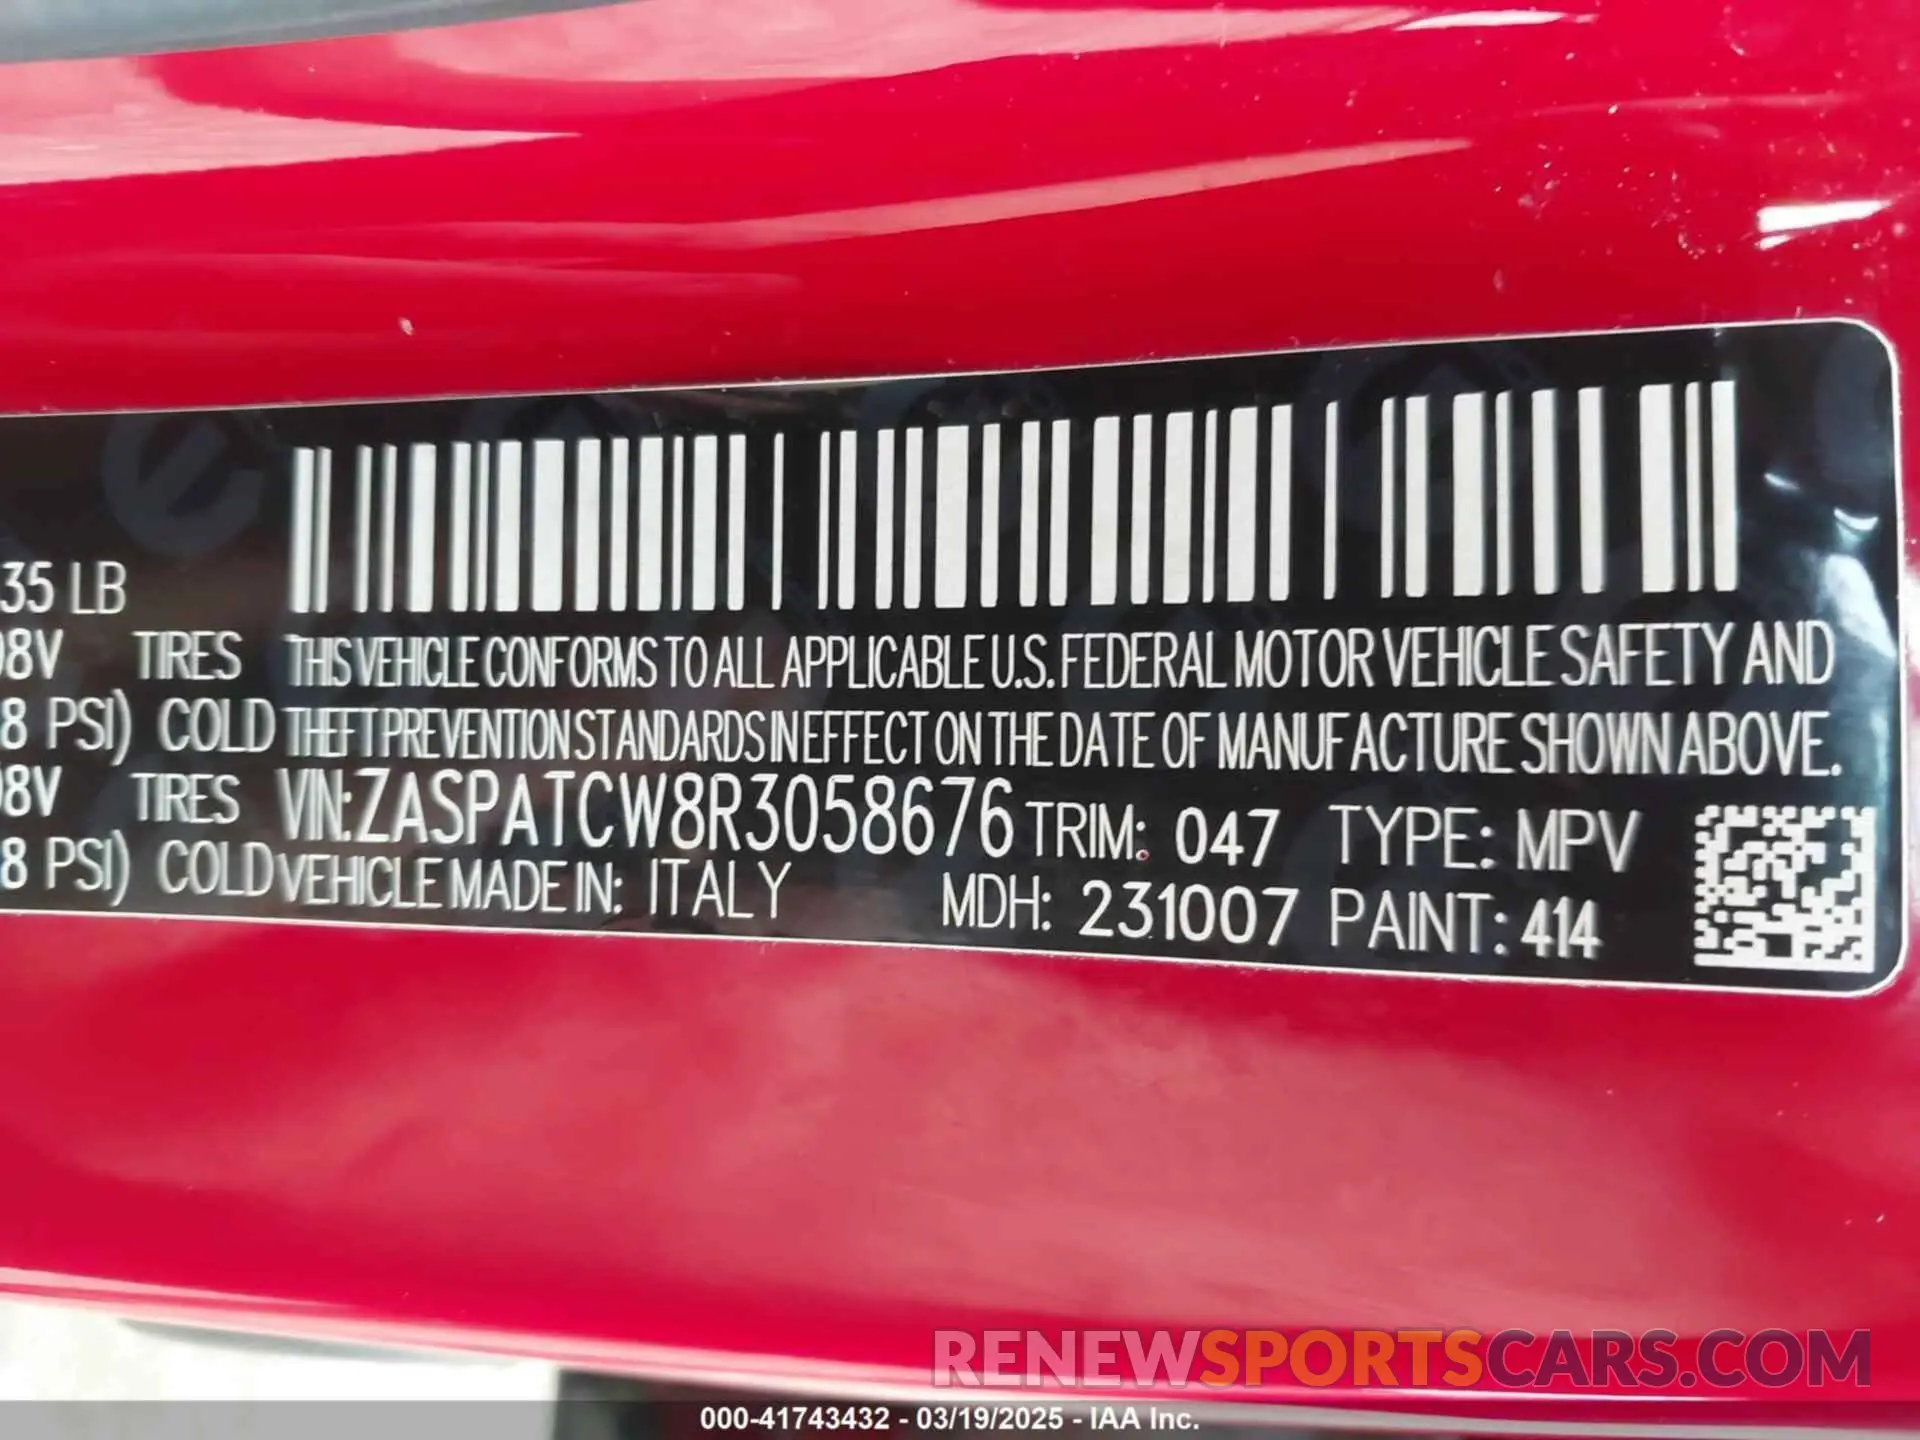 35 LB
08V TIRES THIS VEHICLE CONFORMS TO ALL APPLICABLE U.S. FEDERAL MOTOR VEHICLE SAFETY AND
8 PSI) COLD THEFT PREVENTION STANDARDS IN EFFECT ON THE DATE OF MANUFACTURE SHOWN ABOVE.
08V TIRES VIN: ZASPATCW8R3058676 TRIM: 047 TYPE: MPV
8 PSI) COLD VEHICLE MADE IN: ITALY MDH: 231007 PAINT: 414
RENEWSPORTSCARS.COM
000-41743432 - 03/19/2025 - IAA Inc.